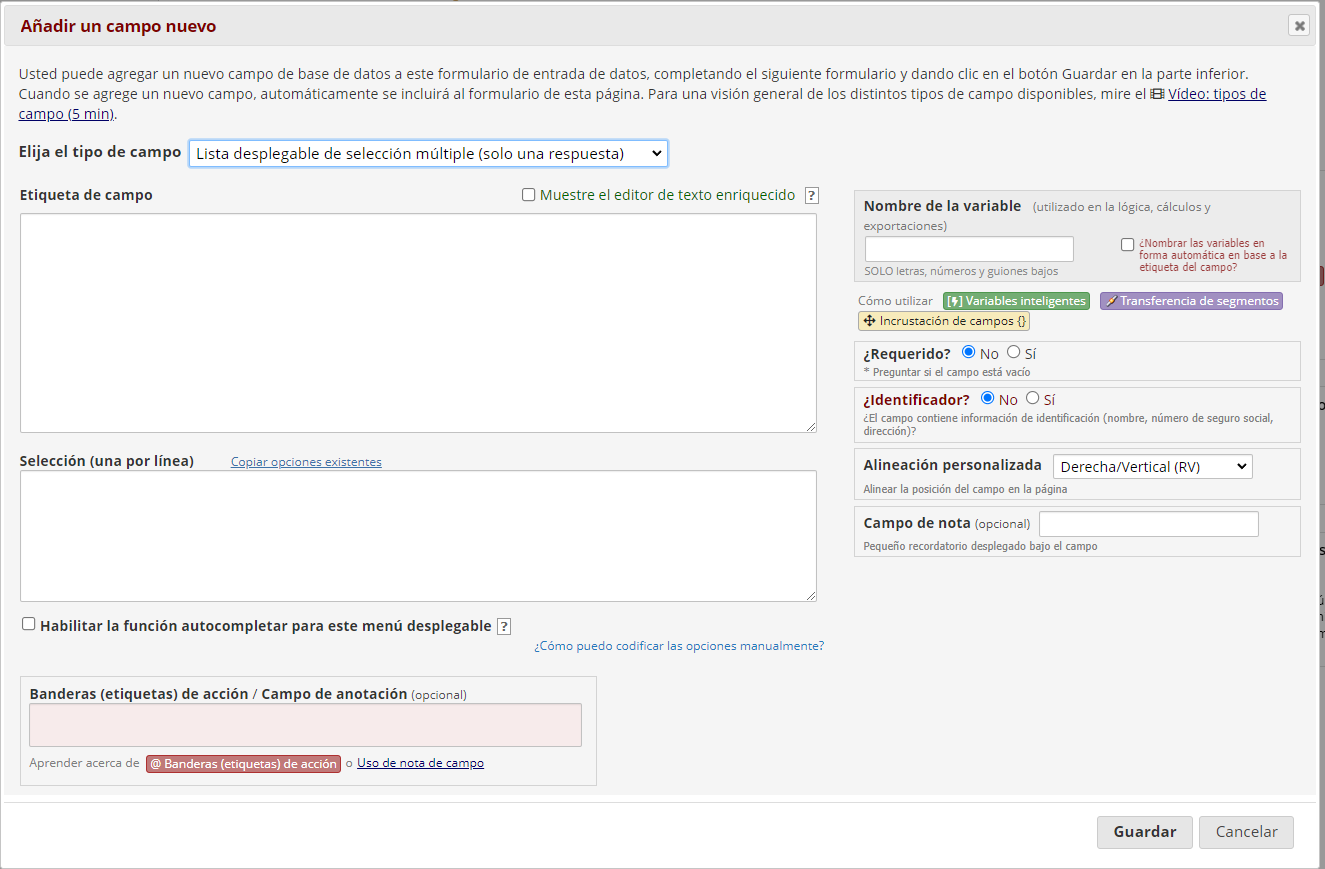 Añadir un campo nuevo
Usted puede agregar un nuevo campo de base de datos a este formulario de entrada de datos, completando el siguiente formulario y dando clic en el botón Guardar en la parte inferior.
Cuando se agrege un nuevo campo, automáticamente se incluirá al formulario de esta página. Para una visión general de los distintos tipos de campo disponibles, mire el Vídeo: tipos de
campo (5 min).
Elija el tipo de campo Lista desplegable de selección múltiple (solo una respuesta)
Etiqueta de campo Muestre el editor de texto enriquecido ?
Nombre de la variable (utilizado en la lógica, cálculos y
exportaciones)
¿Nombrar las variables en
forma automática en base a la
etiqueta del campo?
SOLO letras, números y guiones bajos
Cómo utilizar [⚡] Variables inteligentes Transferencia de segmentos
Incrustación de campos {}
¿Requerido? No Sí
* Preguntar si el campo está vacío
¿Identificador? No Sí
¿El campo contiene información de identificación (nombre, número de seguro social,
dirección)?
Alineación personalizada Derecha/Vertical (RV)
Alinear la posición del campo en la página
Campo de nota (opcional)
Pequeño recordatorio desplegado bajo el campo
Selección (una por línea) Copiar opciones existentes
Habilitar la función autocompletar para este menú desplegable ?
¿Cómo puedo codificar las opciones manualmente?
Banderas (etiquetas) de acción / Campo de anotación (opcional)
Aprender acerca de @ Banderas (etiquetas) de acción o Uso de nota de campo
Guardar Cancelar